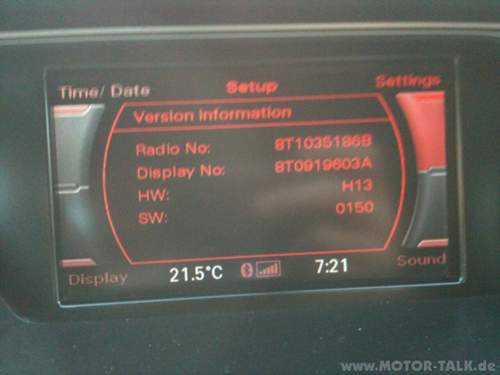 Time/ Date Setup Settings
Version information
Radio No: 8T1035186B
Display No: 8T0919603A
HW: H13
SW: 0150
Display 21.5°C 7:21 Sound
www.MOTOR-TALK.de